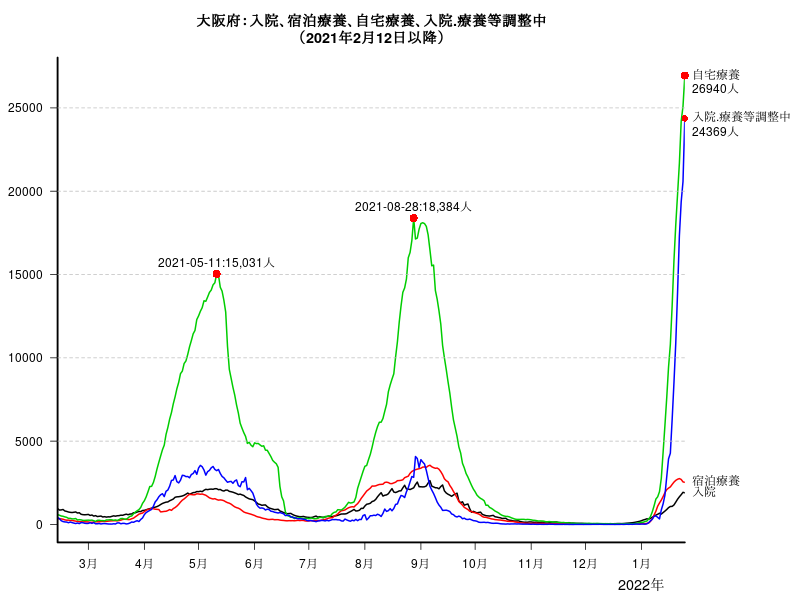 大阪府：入院、宿泊療養、自宅療養、入院.療養等調整中
（2021年2月12日以降）
25000
20000
15000
10000
5000
0
2021-05-11:15,031人
2021-08-28:18,384人
自宅療養
26940人
入院.療養等調整中
24369人
宿泊療養
入院
3月
4月
5月
6月
7月
8月
9月
10月
11月
12月
1月
2022年